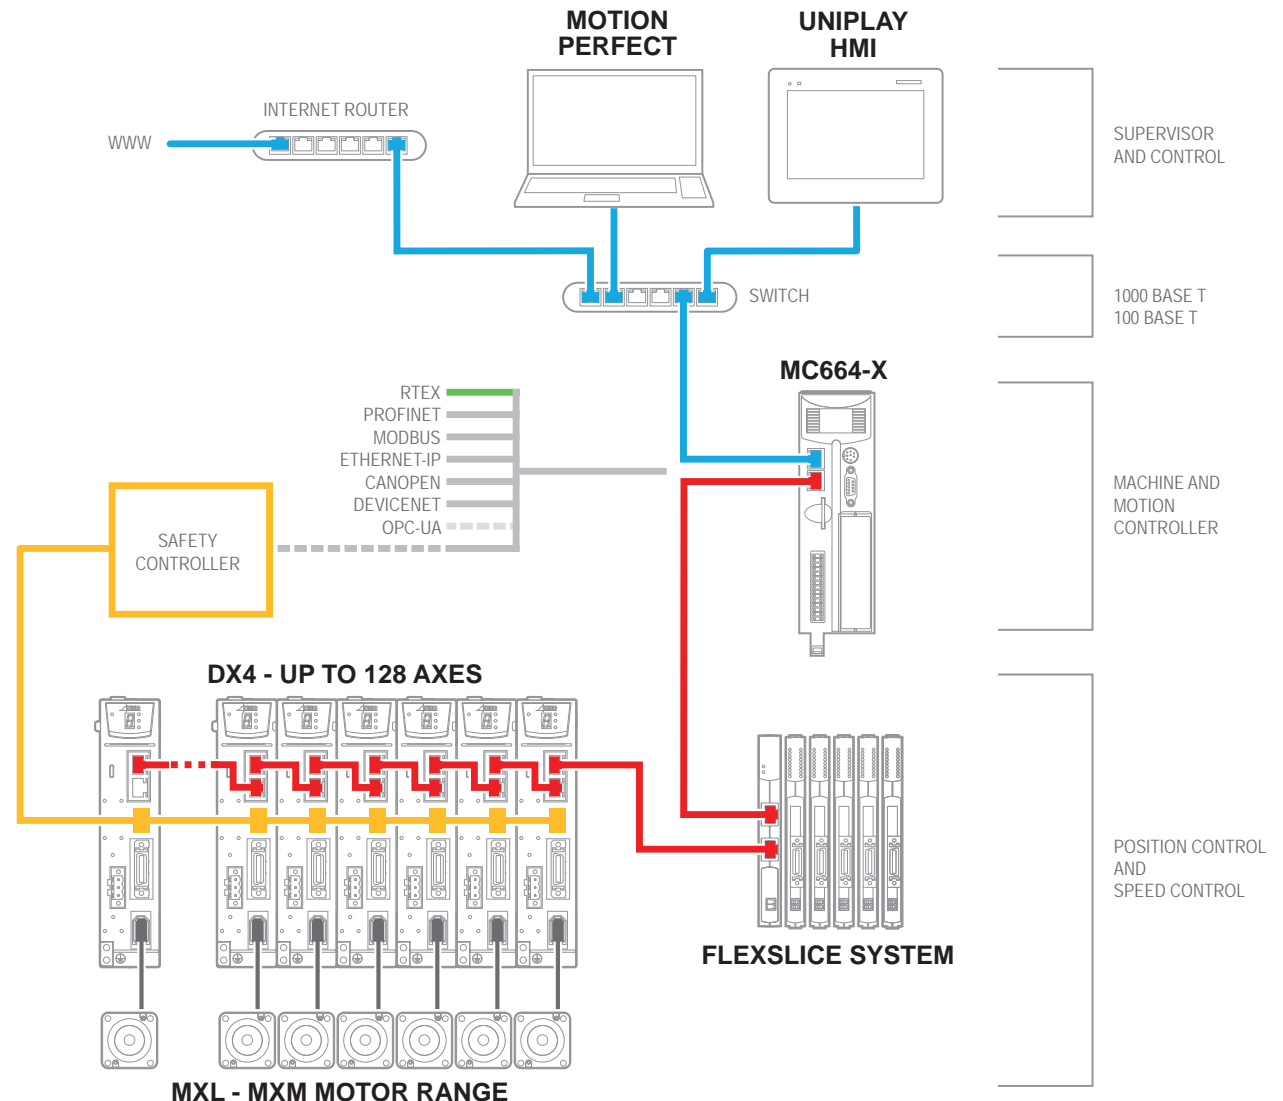 MOTION
PERFECT
UNIPLAY
HMI
INTERNET ROUTER
WWW
SUPERVISOR
AND CONTROL
SWITCH
1000 BASE T
100 BASE T
MC664-X
RTEX
PROFINET
MODBUS
ETHERNET-IP
CANOPEN
DEVICENET
OPC-UA
MACHINE AND
MOTION
CONTROLLER
SAFETY
CONTROLLER
DX4 - UP TO 128 AXES
POSITION CONTROL
AND
SPEED CONTROL
FLEXSLICE SYSTEM
MXL - MXM MOTOR RANGE